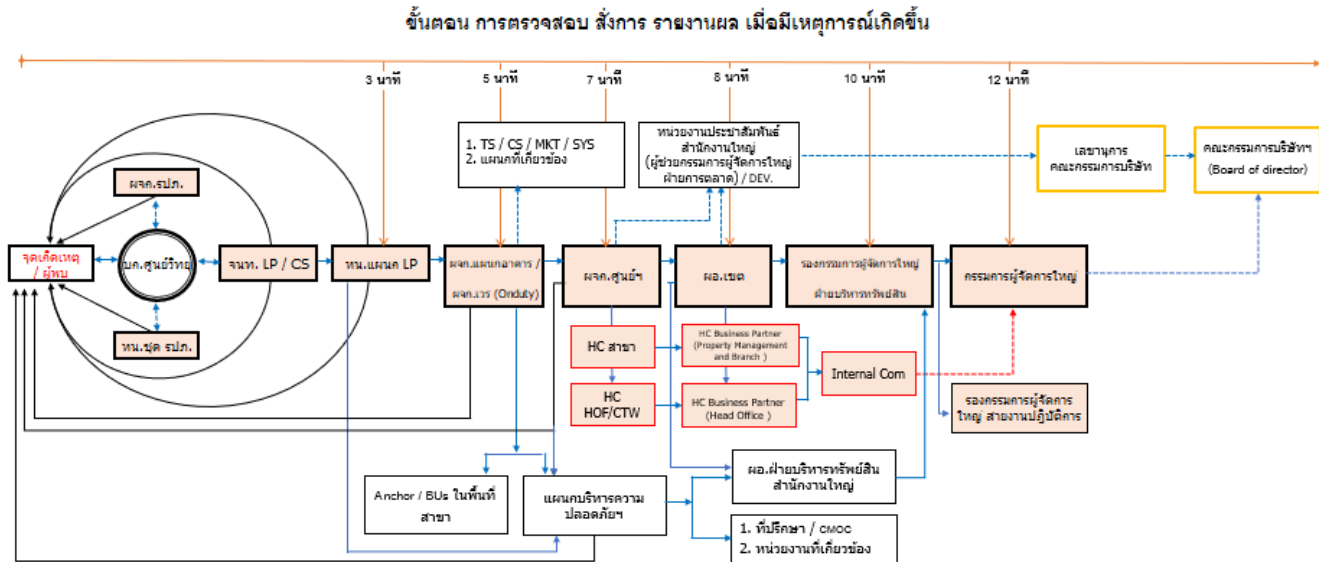 ขั้นตอน การตรวจสอบ สั่งการ รายงานผล เมื่อมีเหตุการณ์เกิดขึ้น
3 นาที
5 นาที
7 นาที
8 นาที
10 นาที
12 นาที
1. TS / CS / MKT / SYS
2. แผนกที่เกี่ยวข้อง
หน่วยงานประชาสัมพันธ์
สำนักงานใหญ่
(ผู้ช่วยกรรมการผู้จัดการใหญ่
ฝ่ายการตลาด) / DEV.
เลขานุการ
คณะกรรมการบริษัท
คณะกรรมการบริษัทฯ
(Board of director)
ผจก.รปภ.
จุดเกิดเหตุ
/ ผู้พบ
บก.ศูนย์วิทยุ
จนท. LP / CS
หน.แผนก LP
ผจก.แผนกอาคาร /
ผจก.เวร (Onduty)
ผจก.ศูนย์ฯ
ผอ.เขต
รองกรรมการผู้จัดการใหญ่
ฝ่ายบริหารทรัพย์สิน
กรรมการผู้จัดการใหญ่
หน.ชุด รปภ.
HC สาขา
HC Business Partner
(Property Management
and Branch )
Internal Com
HC
HOF/CTW
HC Business Partner
(Head Office )
รองกรรมการผู้จัดการ
ใหญ่ สายงานปฏิบัติการ
Anchor / BUs ในพื้นที่
สาขา
แผนกบริหารความ
ปลอดภัยฯ
ผอ.ฝ่ายบริหารทรัพย์สิน
สำนักงานใหญ่
1. ที่ปรึกษา / CMOC
2. หน่วยงานที่เกี่ยวข้อง